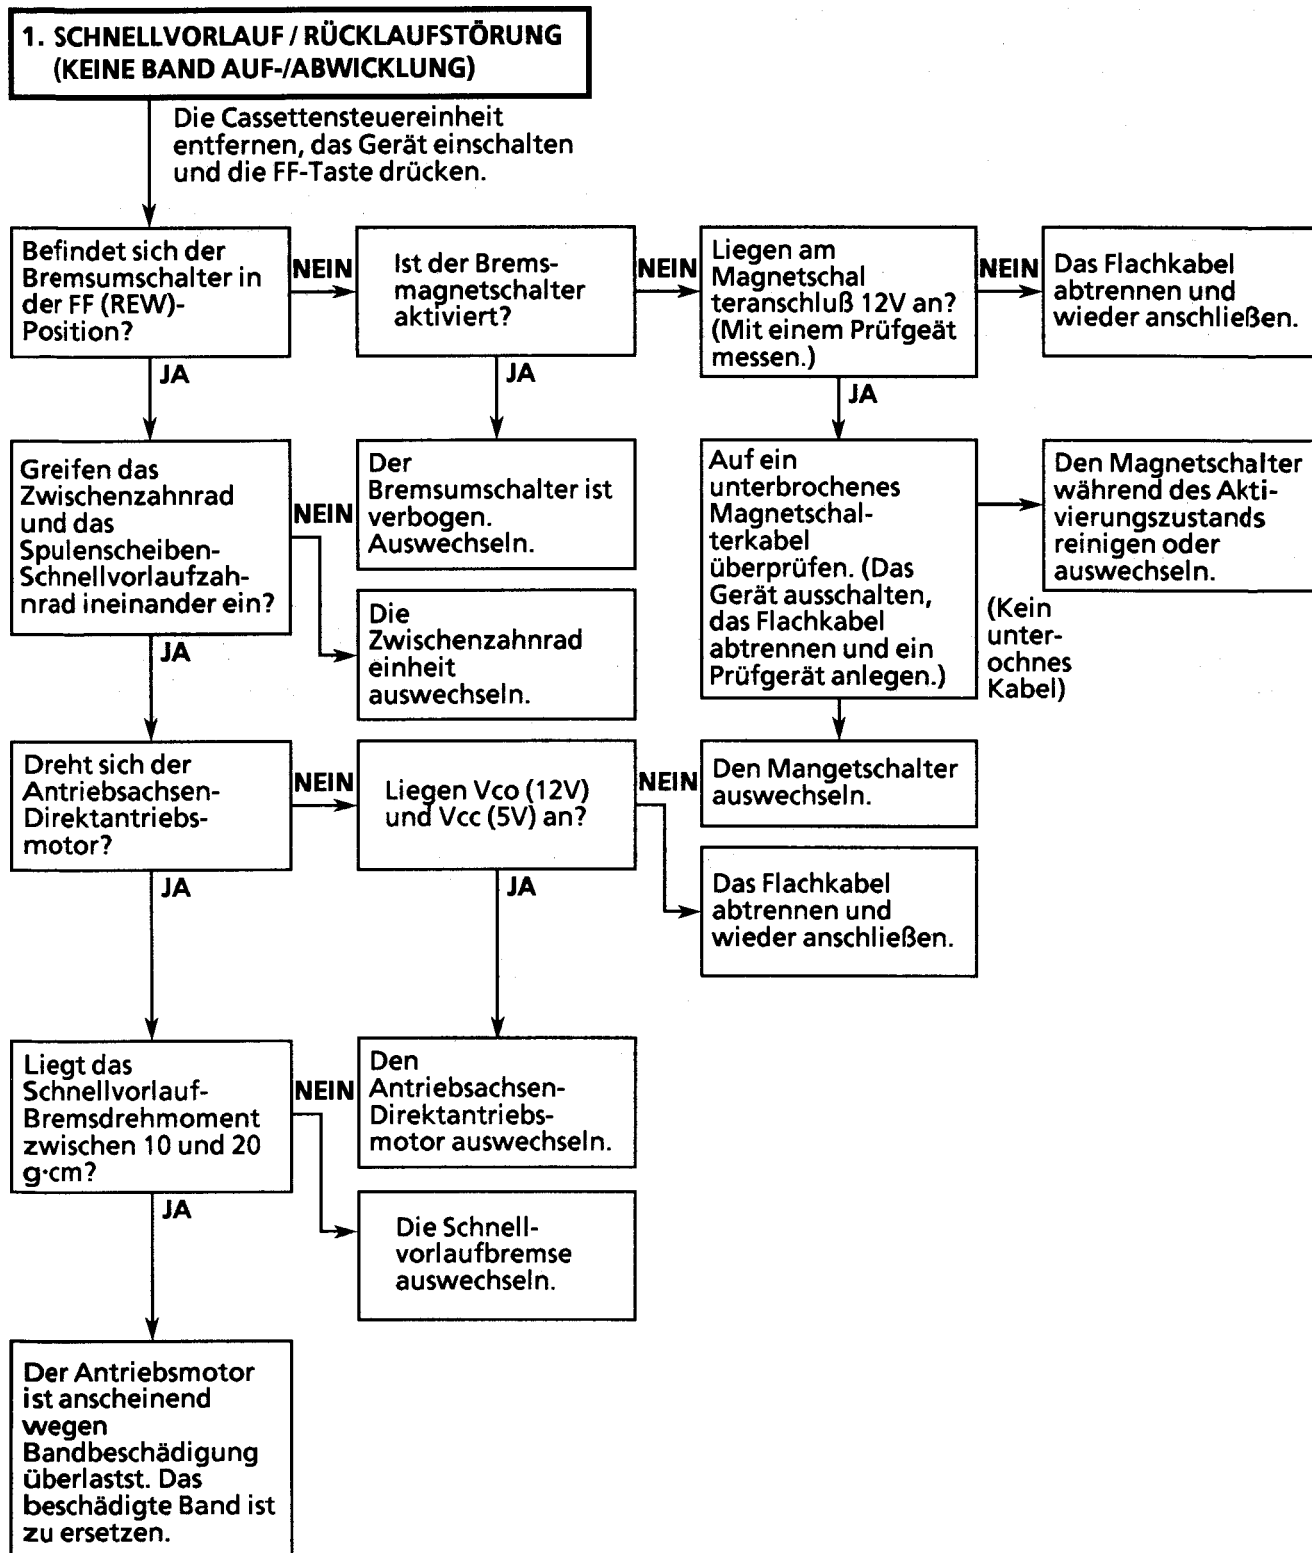 1. SCHNELLVORLAUF / RÜCKLAUFSTÖRUNG
(KEINE BAND AUF-/ABWICKLUNG)
Die Cassettensteuereinheit
entfernen, das Gerät einschalten
und die FF-Taste drücken.
Befindet sich der
Bremsumschalter in
der FF (REW)-
Position?
NEIN
Ist der Brems-
magnetschalter
aktiviert?
NEIN
Liegen am
Magnetschal
teranschluß 12V an?
(Mit einem Prüfgeät
messen.)
NEIN
Das Flachkabel
abtrennen und
wieder anschließen.
JA
JA
JA
Greifen das
Zwischenzahnrad
und das
Spulenscheiben-
Schnellvorlaufzah-
nrad ineinander ein?
NEIN
Der
Bremsumschalter ist
verbogen.
Auswechseln.
Auf ein
unterbrochenes
Magnetschal-
terkabel
überprüfen. (Das
Gerät ausschalten,
das Flachkabel
abtrennen und ein
Prüfgerät anlegen.)
Den Magnetschalter
während des Akti-
vierungszustands
reinigen oder
auswechseln.
(Kein
unter-
ochnes
Kabel)
Die
Zwischenzahnrad
einheit
auswechseln.
JA
Dreht sich der
Antriebsachsen-
Direktantriebs-
motor?
NEIN
Liegen Vco (12V)
und Vcc (5V) an?
NEIN
Den Mangetschalter
auswechseln.
JA
JA
Das Flachkabel
abtrennen und
wieder anschließen.
Liegt das
Schnellvorlauf-
Bremsdrehmoment
zwischen 10 und 20
g·cm?
NEIN
Den
Antriebsachsen-
Direktantriebs-
motor auswechseln.
JA
Die Schnell-
vorlaufbremse
auswechseln.
Der Antriebsmotor
ist anscheinend
wegen
Bandbeschädigung
überlastst. Das
beschädigte Band ist
zu ersetzen.